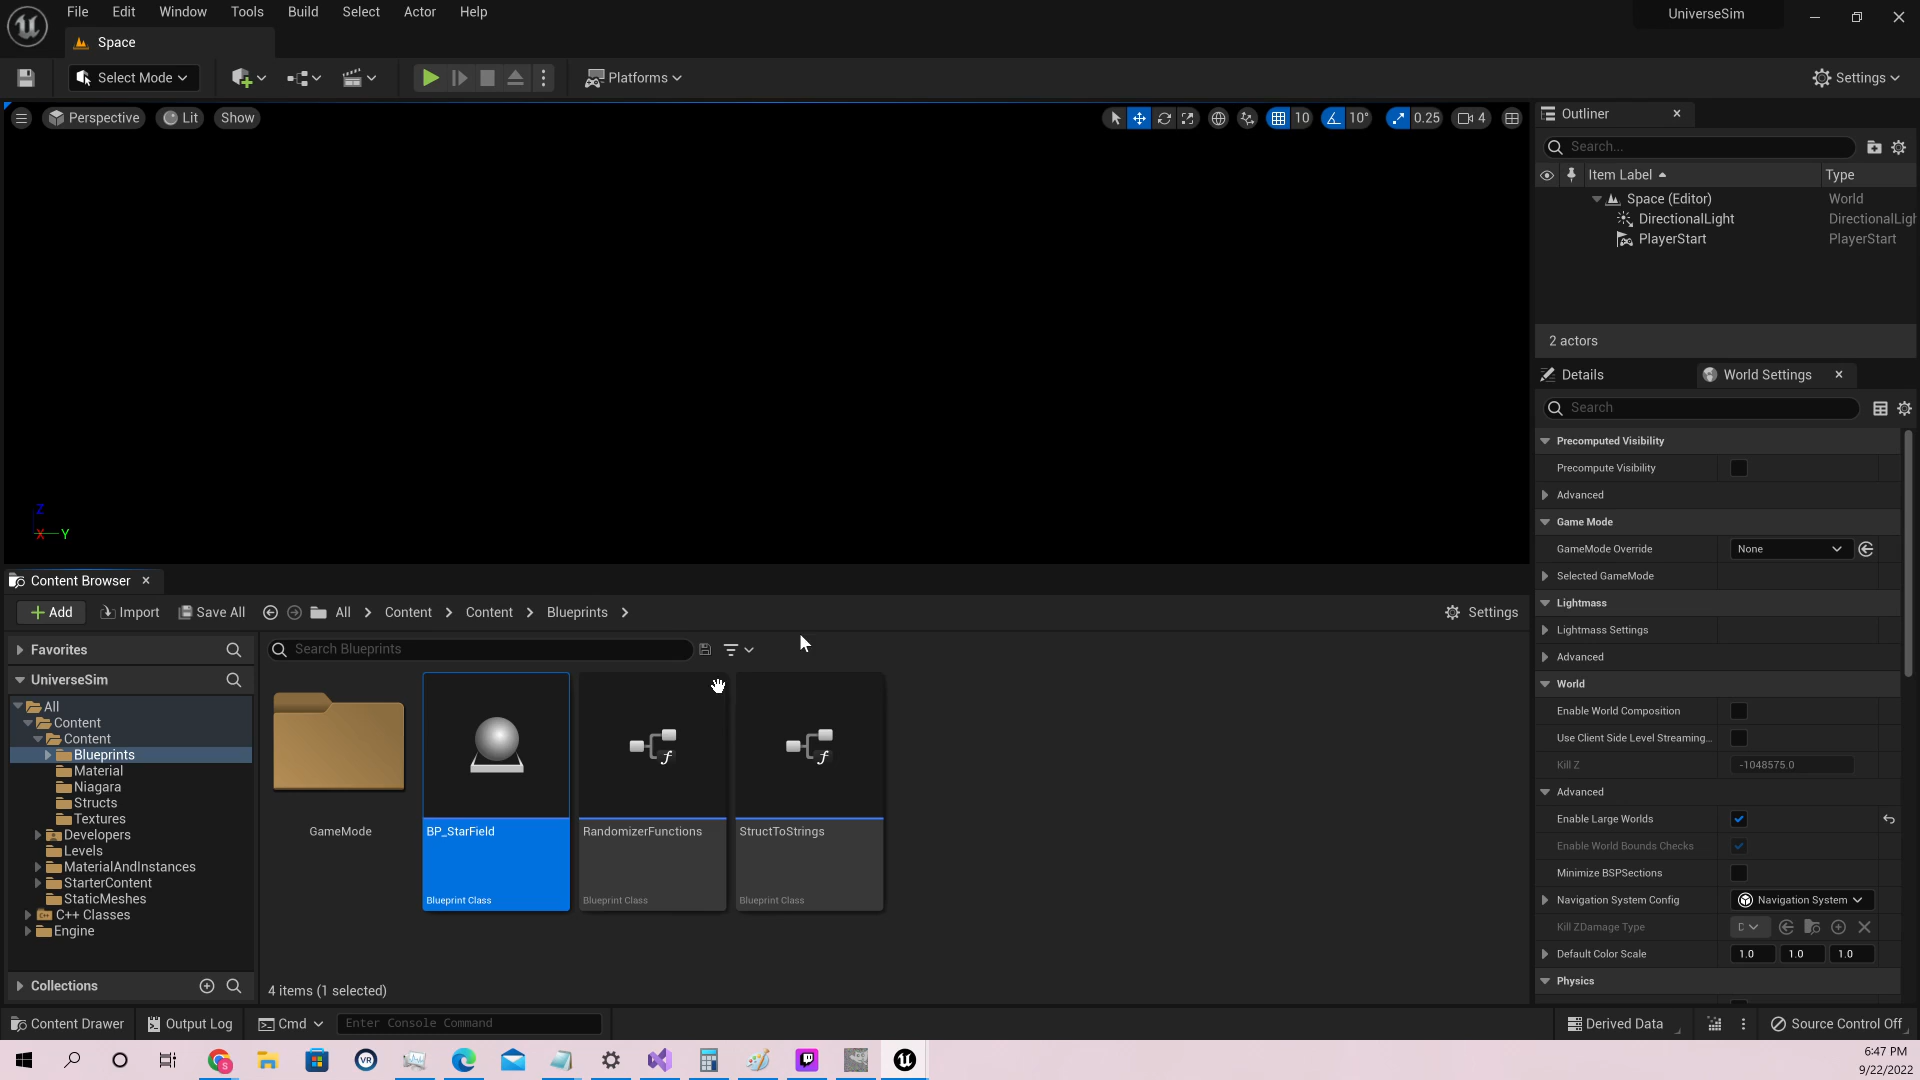 File Edit Window Tools Build Select Actor Help
UniverseSim
Space
Select Mode
Platforms
Settings
Perspective
Lit
Show
10
10°
0.25
4
Outliner
Search...
Item Label
Type
Space (Editor)
World
DirectionalLight
DirectionalLigh
PlayerStart
PlayerStart
2 actors
Z
X
Y
Details
World Settings
Search
Precomputed Visibility
Precompute Visibility
Advanced
Game Mode
GameMode Override
None
Selected GameMode
Lightmass
Lightmass Settings
Advanced
World
Enable World Composition
Use Client Side Level Streaming...
Kill Z
-1048575.0
Advanced
Enable Large Worlds
Enable World Bounds Checks
Minimize BSPSections
Navigation System Config
Navigation System
Kill ZDamage Type
Default Color Scale
1.0
1.0
1.0
Physics
Content Browser
Add
Import
Save All
All
Content
Content
Blueprints
Settings
Favorites
UniverseSim
All
Content
Content
Blueprints
Material
Niagara
Structs
Textures
Developers
Levels
MaterialAndInstances
StarterContent
StaticMeshes
C++ Classes
Engine
Collections
Search Blueprints
GameMode
BP_StarField
Blueprint Class
RandomizerFunctions
Blueprint Class
StructToStrings
Blueprint Class
4 items (1 selected)
Content Drawer
Output Log
Cmd
Enter Console Command
Derived Data
Source Control Off
6:47 PM
9/22/2022